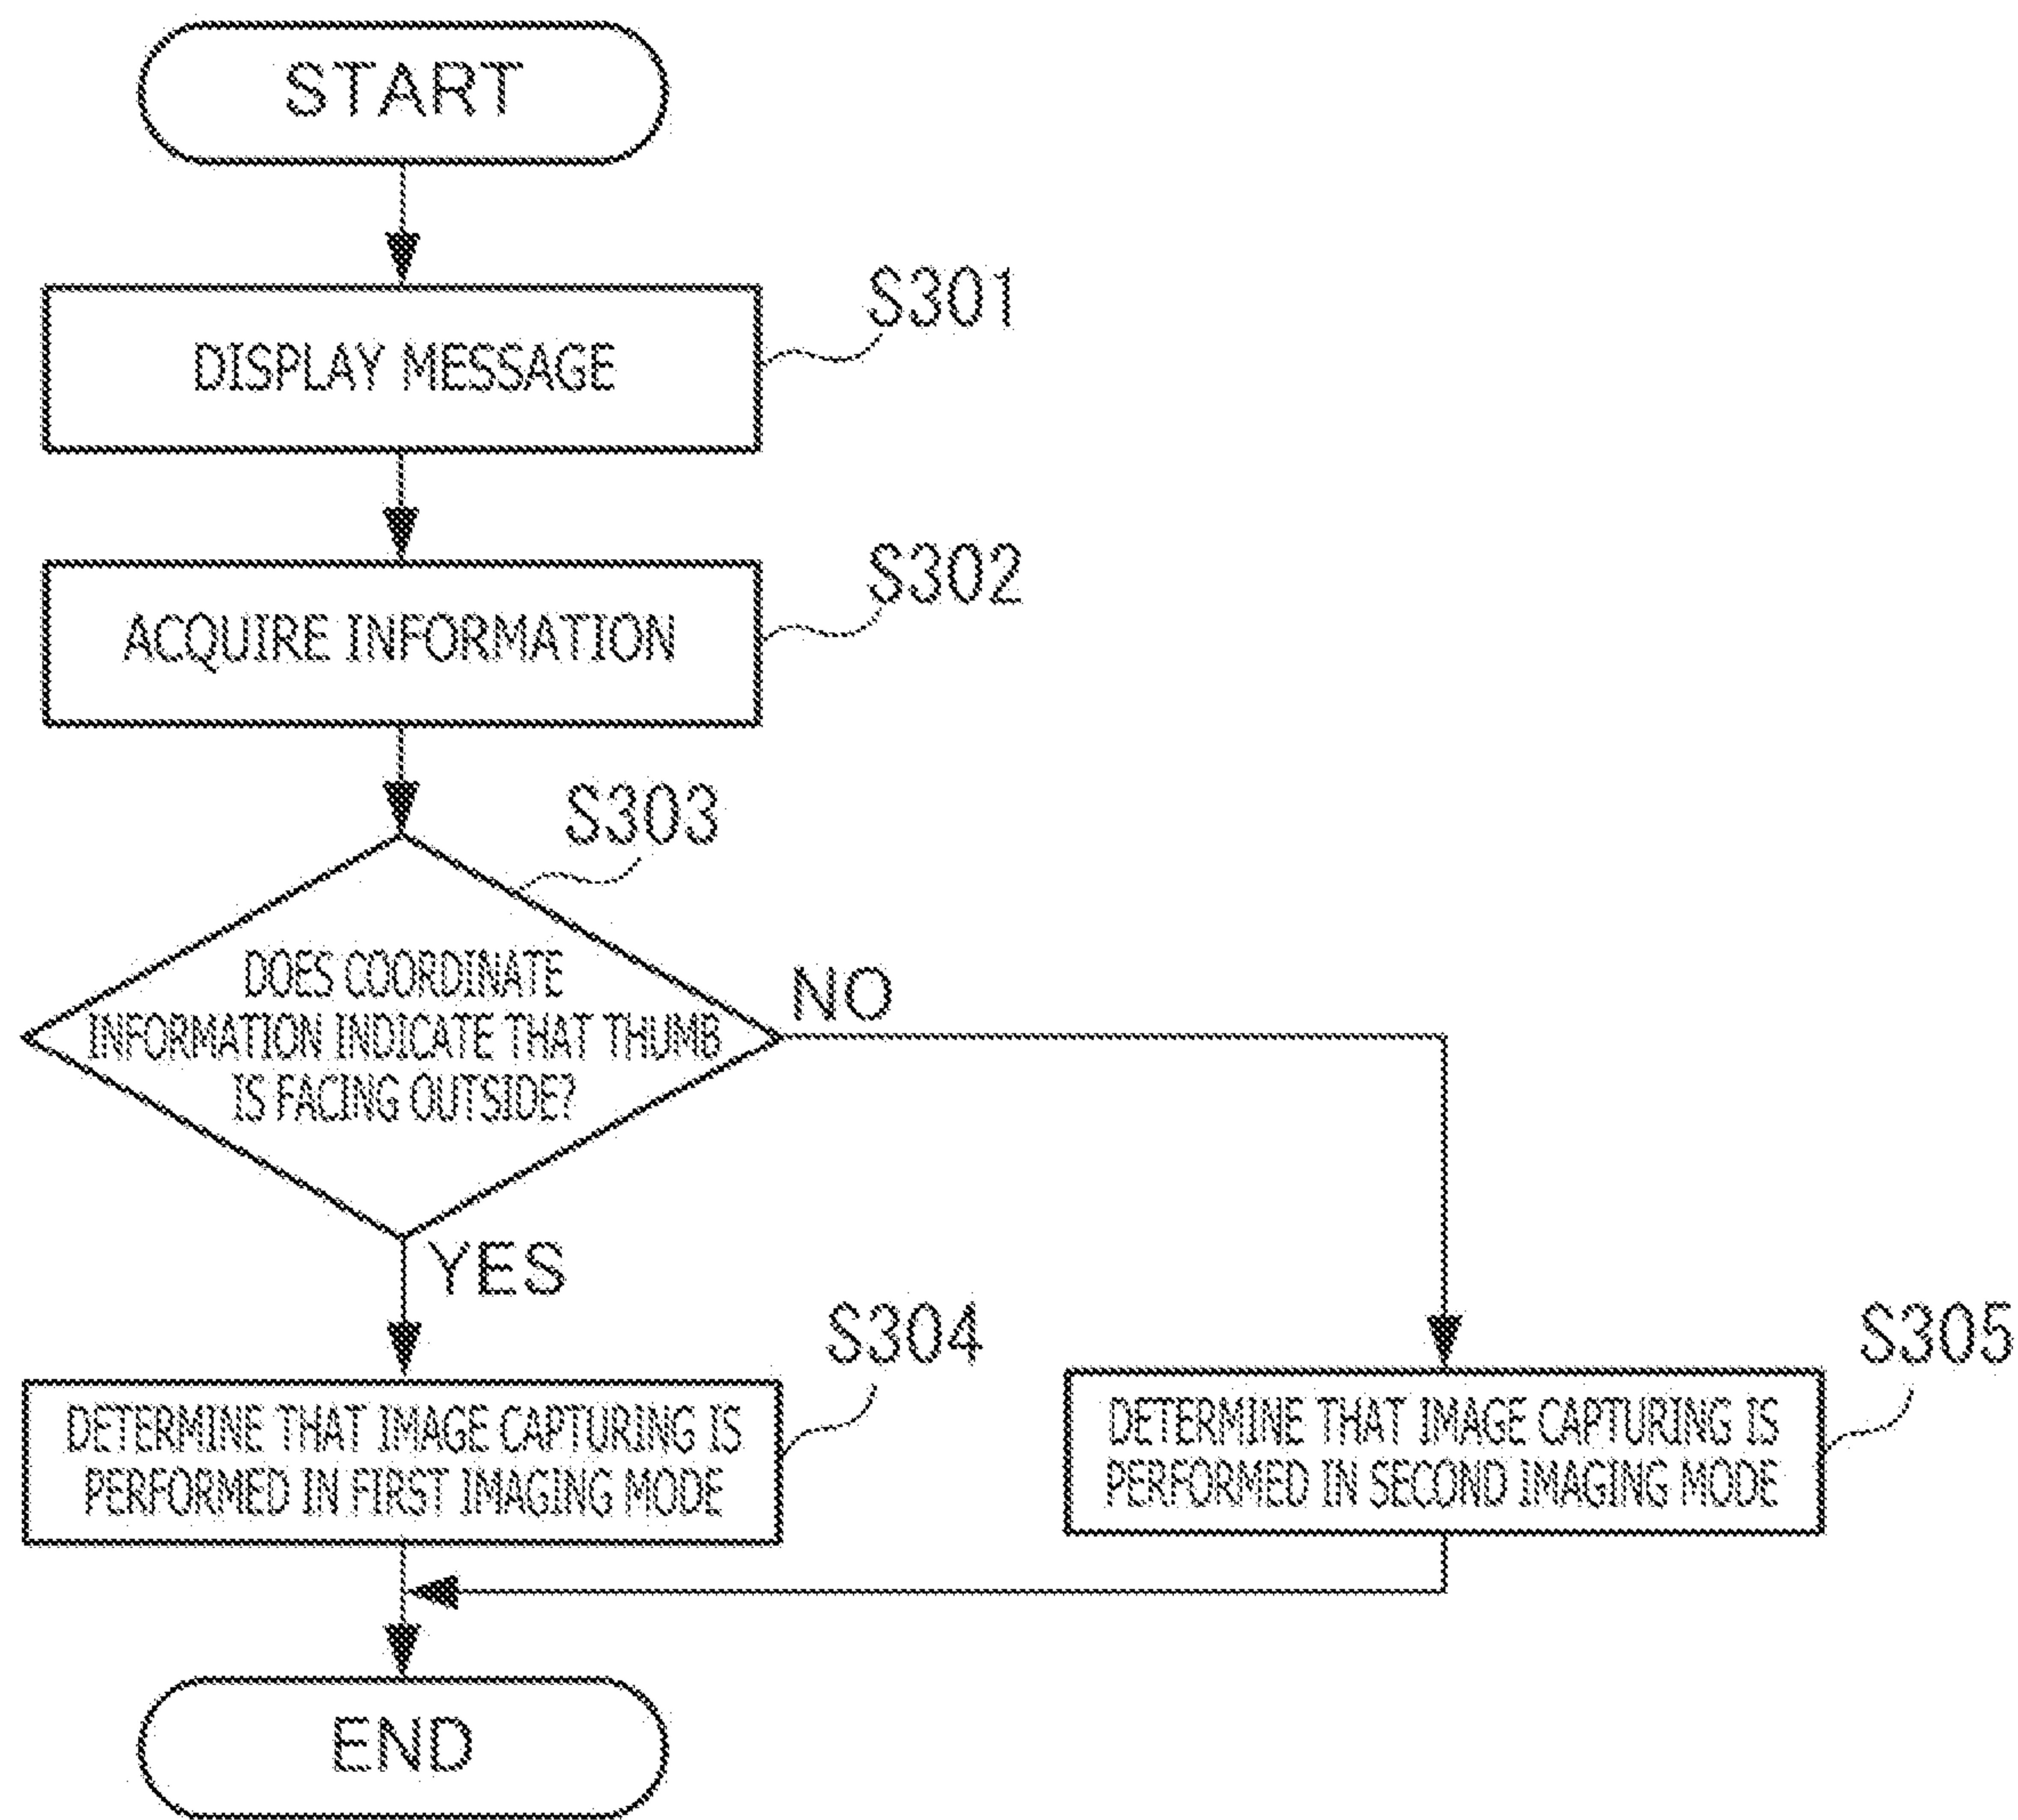 START
S301
DISPLAY MESSAGE
S302
ACQUIRE INFORMATION
S303
DOES COORDINATE
INFORMATION INDICATE THAT THUMB
IS FACING OUTSIDE?
NO
YES
S304
DETERMINE THAT IMAGE CAPTURING IS
PERFORMED IN FIRST IMAGING MODE
S305
DETERMINE THAT IMAGE CAPTURING IS
PERFORMED IN SECOND IMAGING MODE
END